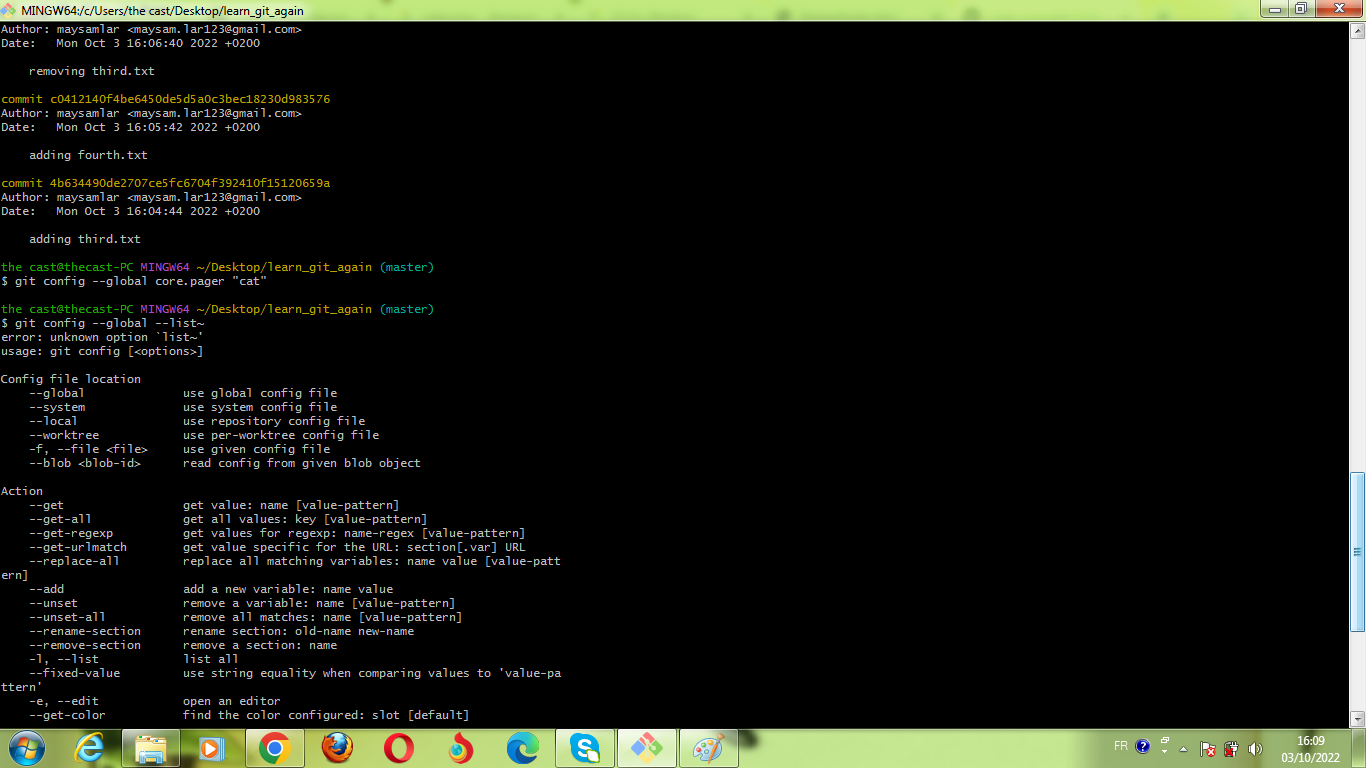 MINGW64:/c/Users/the cast/Desktop/learn_git_again
Author: maysamlar <maysam.lar123@gmail.com>
Date:   Mon Oct 3 16:06:40 2022 +0200
    removing third.txt
commit c0412140f4be6450de5d5a0c3bec18230d983576
Author: maysamlar <maysam.lar123@gmail.com>
Date:   Mon Oct 3 16:05:42 2022 +0200
    adding fourth.txt
commit 4b634490de2707ce5fc6704f392410f15120659a
Author: maysamlar <maysam.lar123@gmail.com>
Date:   Mon Oct 3 16:04:44 2022 +0200
    adding third.txt
the cast@thecast-PC MINGW64 ~/Desktop/learn_git_again (master)
$ git config --global core.pager "cat"
the cast@thecast-PC MINGW64 ~/Desktop/learn_git_again (master)
$ git config --global --list~
error: unknown option `list~'
usage: git config [<options>]
Config file location
    --global              use global config file
    --system              use system config file
    --local               use repository config file
    --worktree            use per-worktree config file
    -f, --file <file>     use given config file
    --blob <blob-id>      read config from given blob object
Action
    --get                 get value: name [value-pattern]
    --get-all             get all values: key [value-pattern]
    --get-regexp          get values for regexp: name-regex [value-pattern]
    --get-urlmatch        get value specific for the URL: section[.var] URL
    --replace-all         replace all matching variables: name value [value-patt
ern]
    --add                 add a new variable: name value
    --unset               remove a variable: name [value-pattern]
    --unset-all           remove all matches: name [value-pattern]
    --rename-section      rename section: old-name new-name
    --remove-section      remove a section: name
    -l, --list            list all
    --fixed-value         use string equality when comparing values to 'value-pa
ttern'
    -e, --edit            open an editor
    --get-color           find the color configured: slot [default]
FR
16:09
03/10/2022